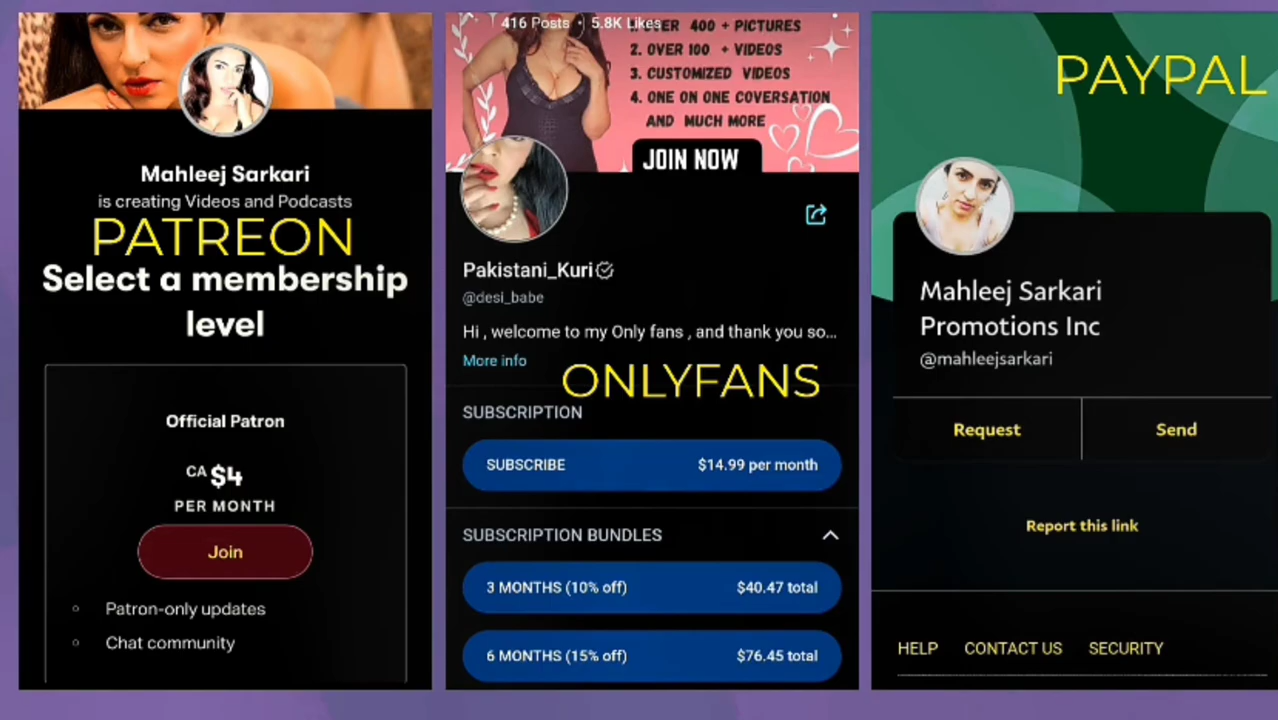 Mahleej Sarkari
is creating Videos and Podcasts
PATREON
Select a membership
level
Official Patron
CA $4
PER MONTH
Join
Patron-only updates
Chat community
416 Posts • 5.8K Likes
1. OVER 400 + PICTURES
2. OVER 100 + VIDEOS
3. CUSTOMIZED VIDEOS
4. ONE ON ONE COVERSATION
AND MUCH MORE
JOIN NOW
Pakistani_Kuri
@desi_babe
Hi , welcome to my Only fans , and thank you so...
More info
ONLYFANS
SUBSCRIPTION
SUBSCRIBE $14.99 per month
SUBSCRIPTION BUNDLES
3 MONTHS (10% off) $40.47 total
6 MONTHS (15% off) $76.45 total
PAYPAL
Mahleej Sarkari
Promotions Inc
@mahleejsarkari
Request Send
Report this link
HELP CONTACT US SECURITY